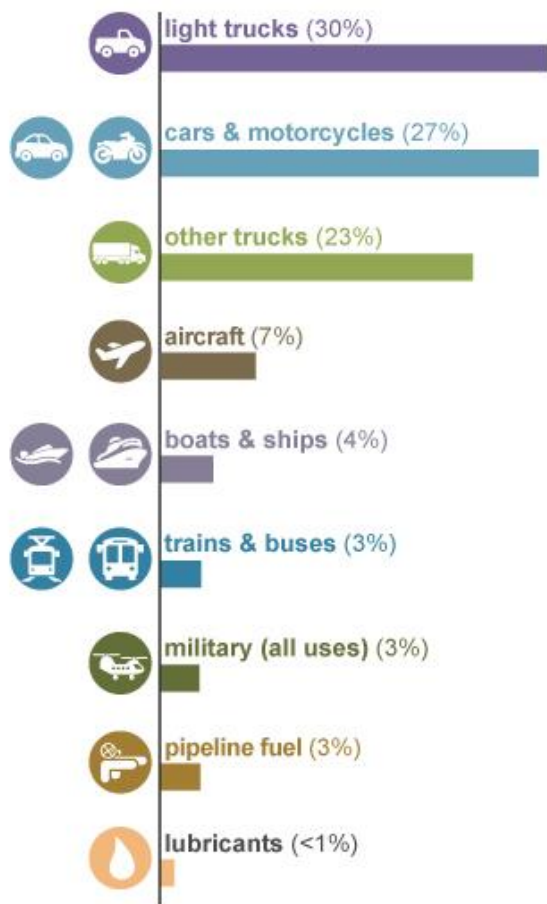 light trucks (30%)
cars & motorcycles (27%)
other trucks (23%)
aircraft (7%)
boats & ships (4%)
trains & buses (3%)
military (all uses) (3%)
pipeline fuel (3%)
lubricants (<1%)